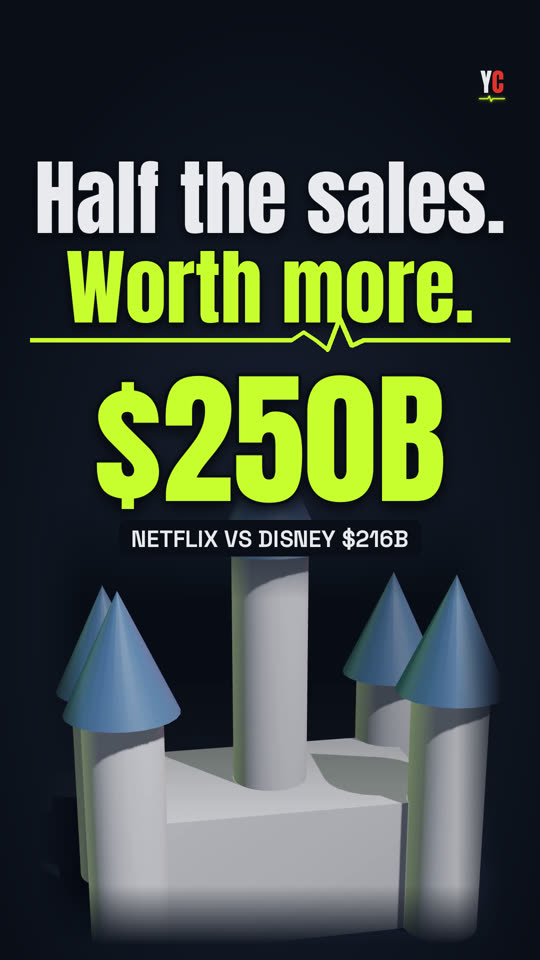 YC
Half the sales.
Worth more.
$250B
NETFLIX VS DISNEY $216B